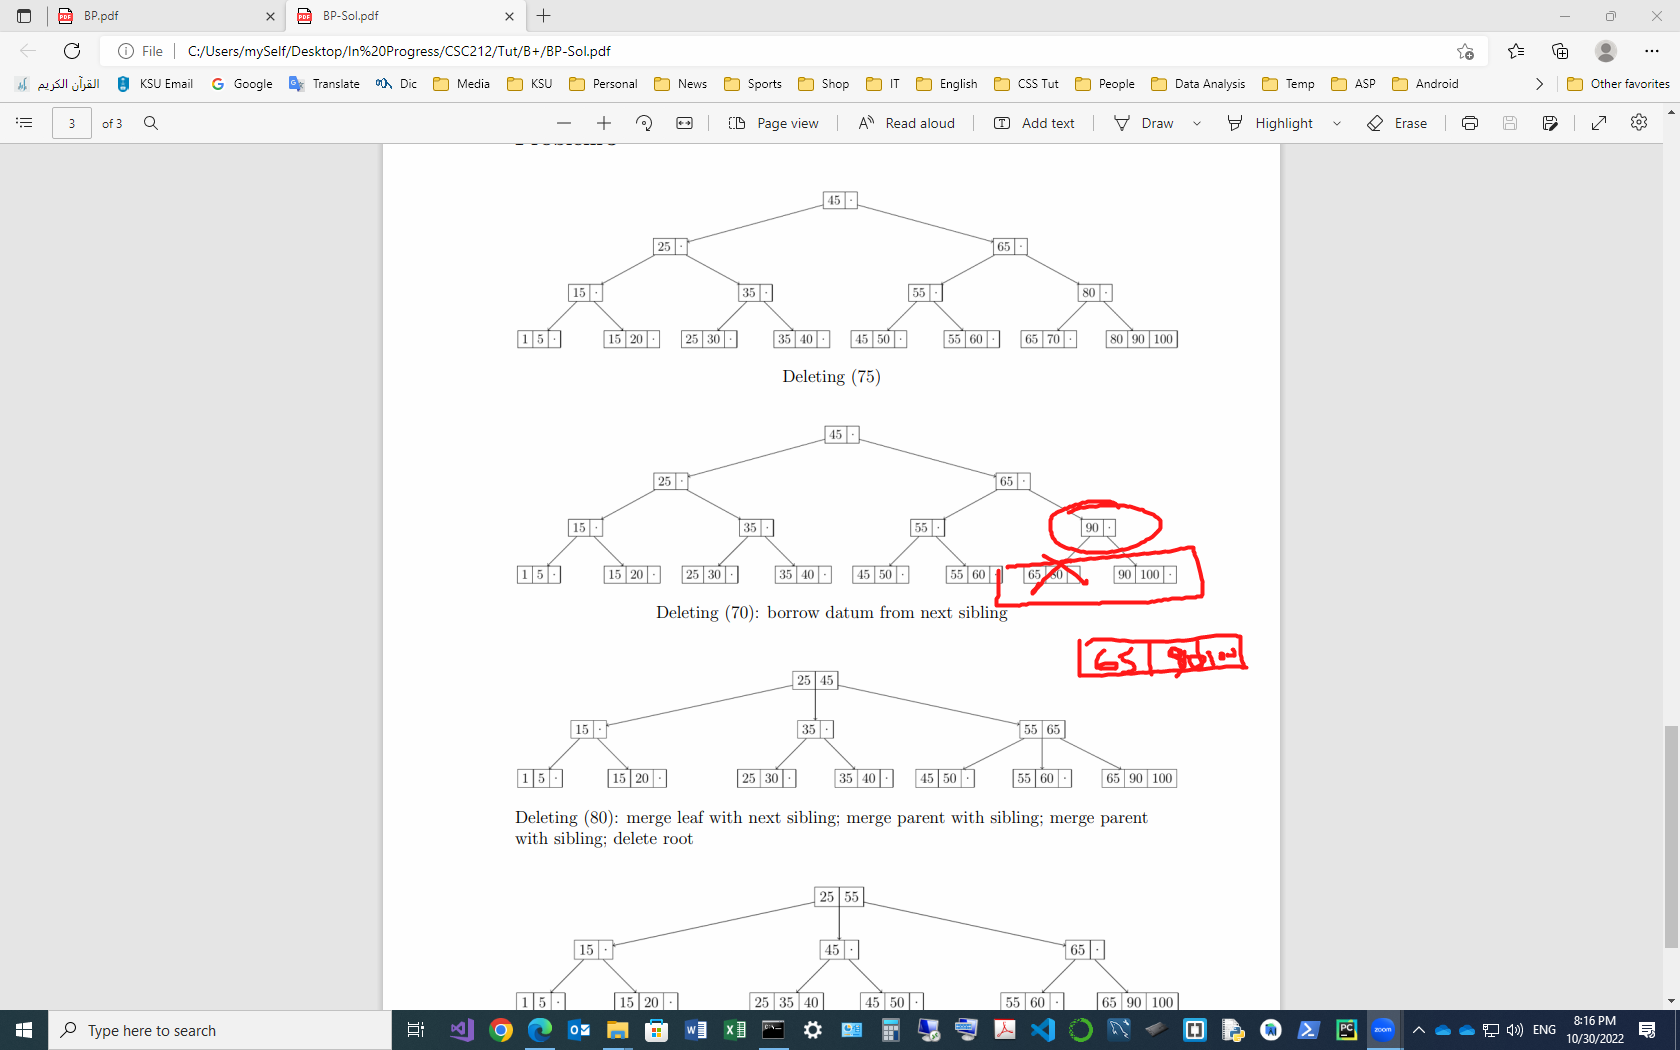 BP.pdf
BP-Sol.pdf
File C:/Users/mySelf/Desktop/In%20Progress/CSC212/Tut/B+/BP-Sol.pdf
القرآن الكريم KSU Email Google Translate Dic Media KSU Personal News Sports Shop IT English CSS Tut People Data Analysis Temp ASP Android Other favorites
3 of 3 Page view Read aloud Add text Draw Highlight Erase
45 ·
25 · 65 ·
15 · 35 · 55 · 80 ·
1 5 · 15 20 · 25 30 · 35 40 · 45 50 · 55 60 · 65 70 · 80 90 100
Deleting (75)
45 ·
25 · 65 ·
15 · 35 · 55 · 90 ·
1 5 · 15 20 · 25 30 · 35 40 · 45 50 · 55 60 · 65 80 · 90 100 ·
Deleting (70): borrow datum from next sibling
65 90 100
25 45
15 · 35 · 55 65
1 5 · 15 20 · 25 30 · 35 40 · 45 50 · 55 60 · 65 90 100
Deleting (80): merge leaf with next sibling; merge parent with sibling; merge parent
with sibling; delete root
25 55
15 · 45 · 65 ·
1 5 · 15 20 · 25 35 40 45 50 · 55 60 · 65 90 100
Type here to search
ENG
8:16 PM
10/30/2022